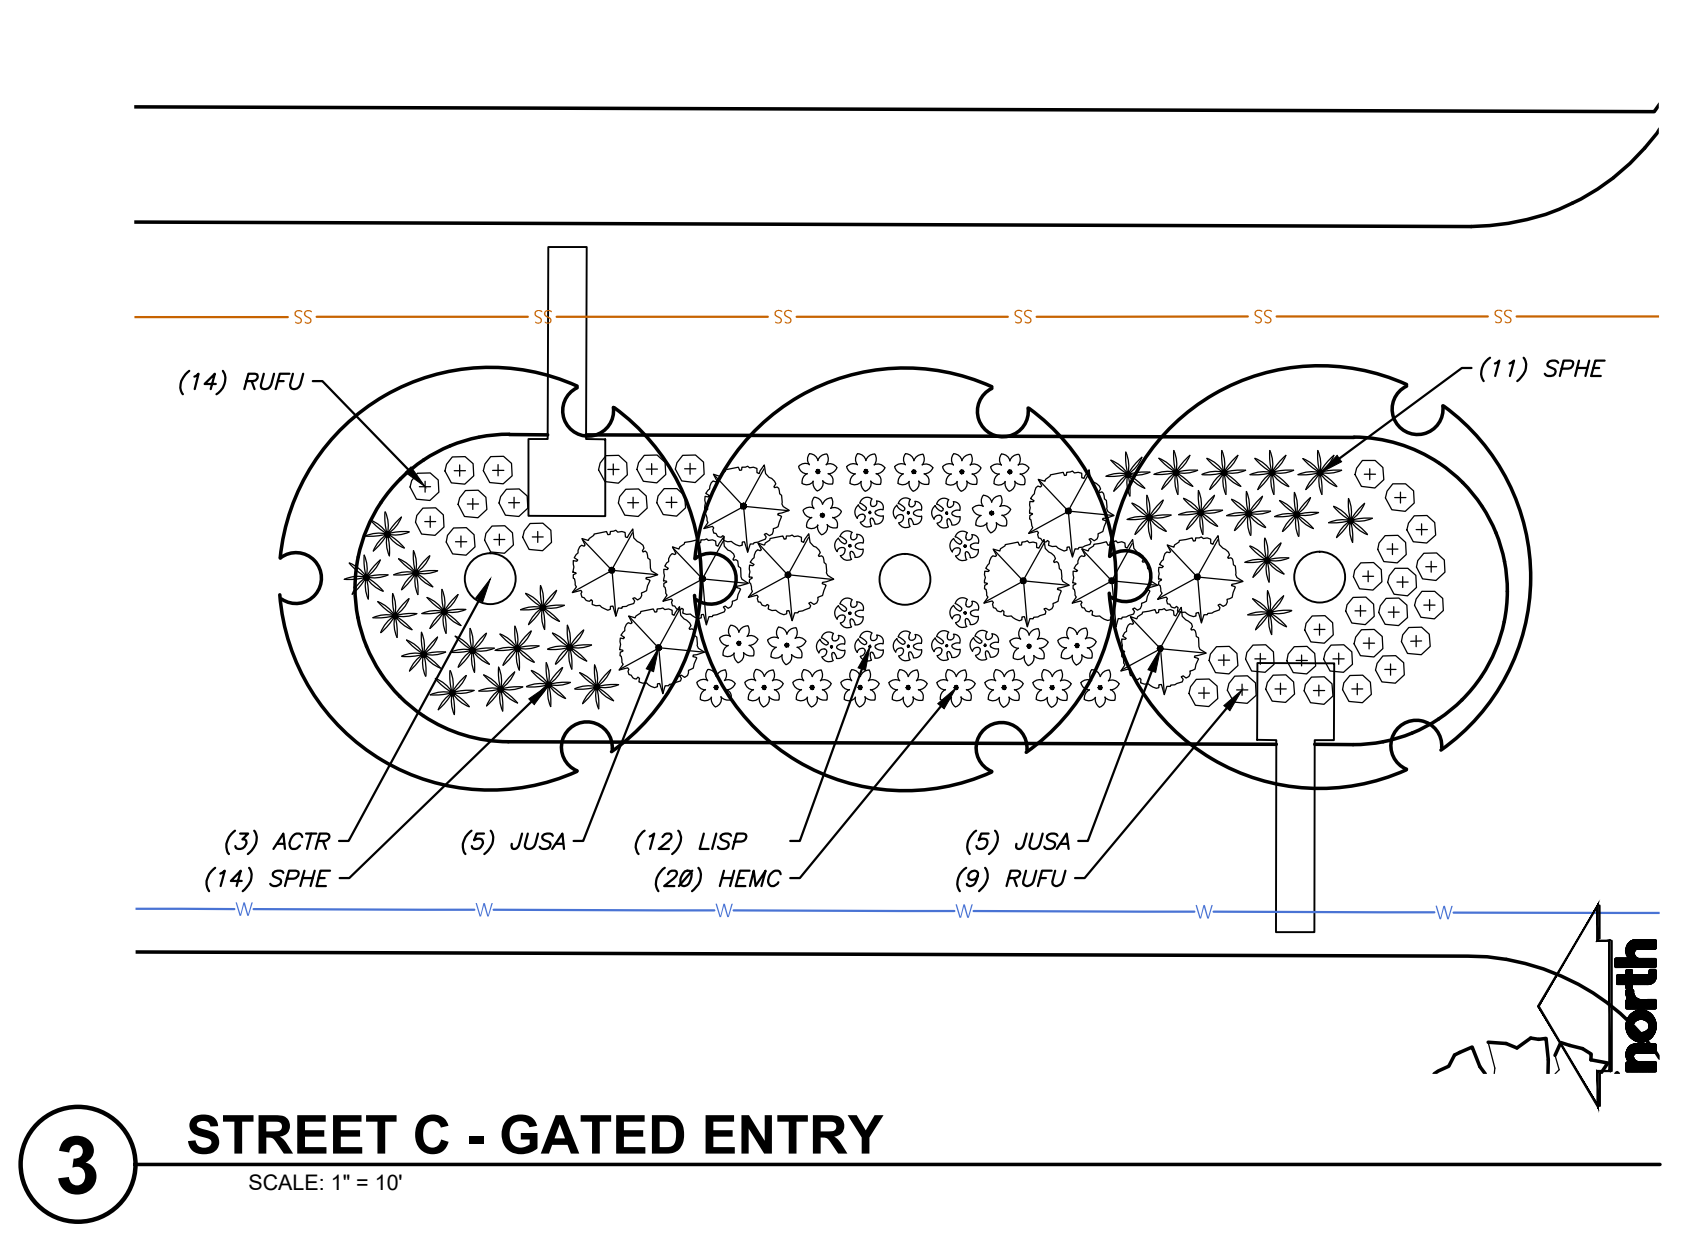 SS SS SS SS SS SS
(14) RUFU
(11) SPHE
(3) ACTR
(5) JUSA
(12) LISP
(5) JUSA
(14) SPHE
(20) HEMC
(9) RUFU
W W W W W W
north
3
STREET C - GATED ENTRY
SCALE: 1" = 10'